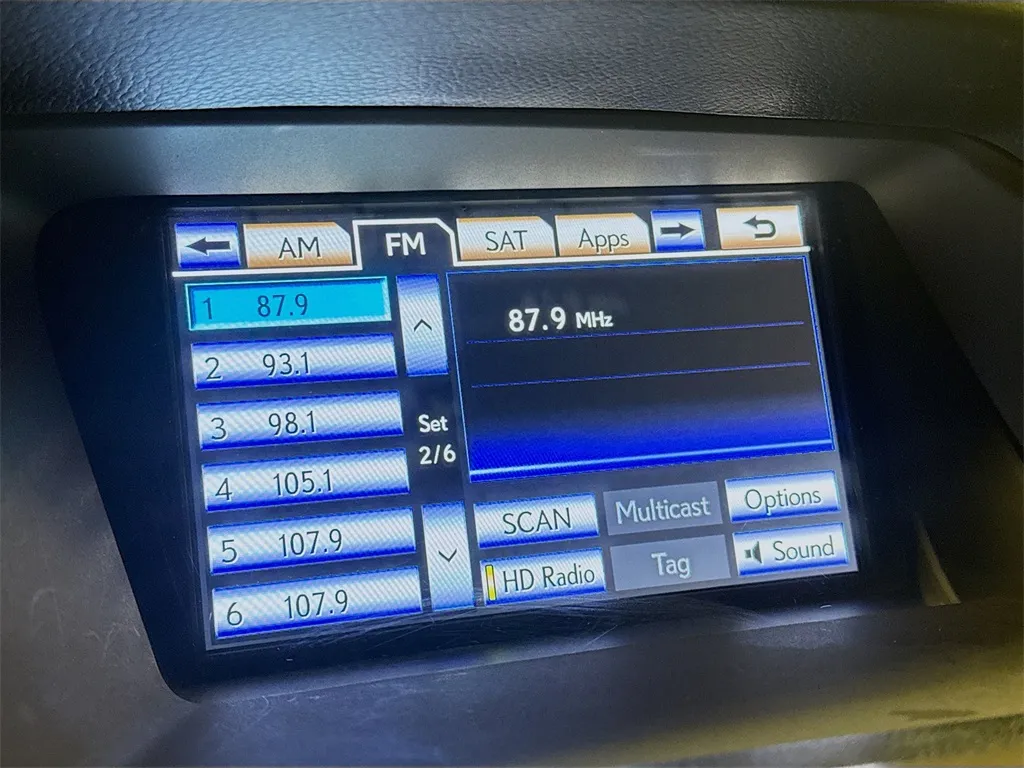 AM FM SAT Apps
1 87.9
2 93.1
3 98.1
4 105.1
5 107.9
6 107.9
Set
2/6
87.9 MHz
SCAN Multicast Options
HD Radio Tag Sound